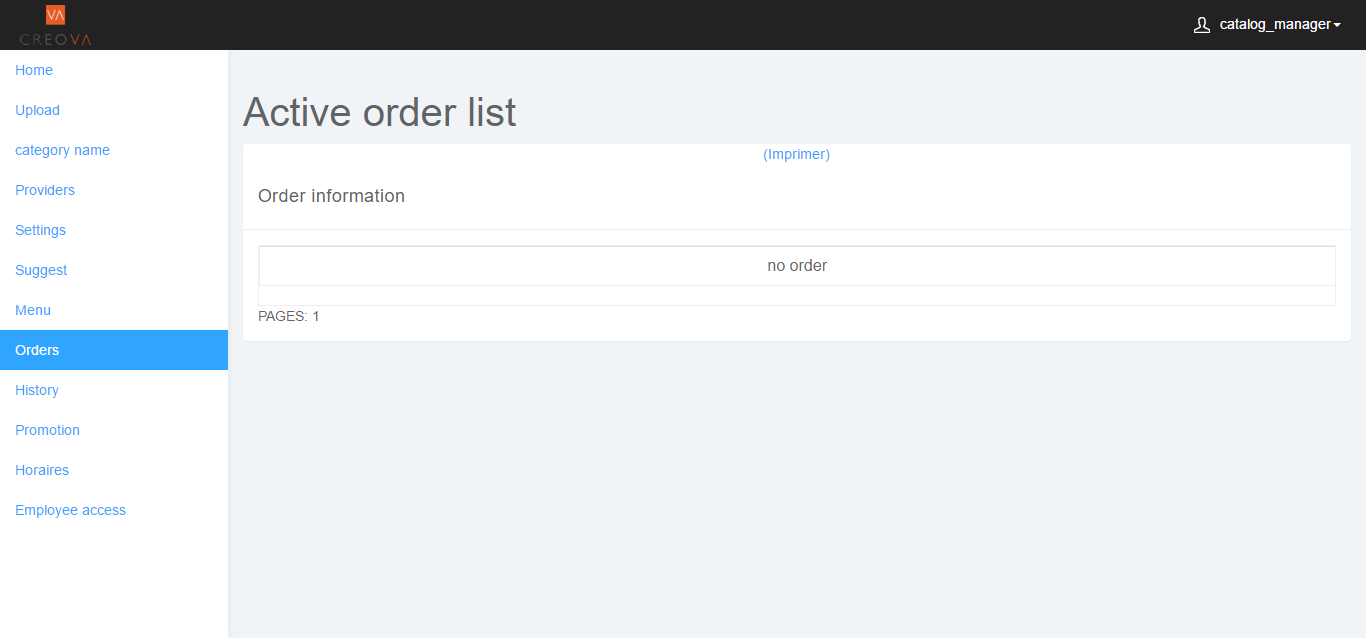 VA
CREOVA
catalog_manager
Home
Upload
category name
Providers
Settings
Suggest
Menu
Orders
History
Promotion
Horaires
Employee access
Active order list
(Imprimer)
Order information
no order
PAGES: 1